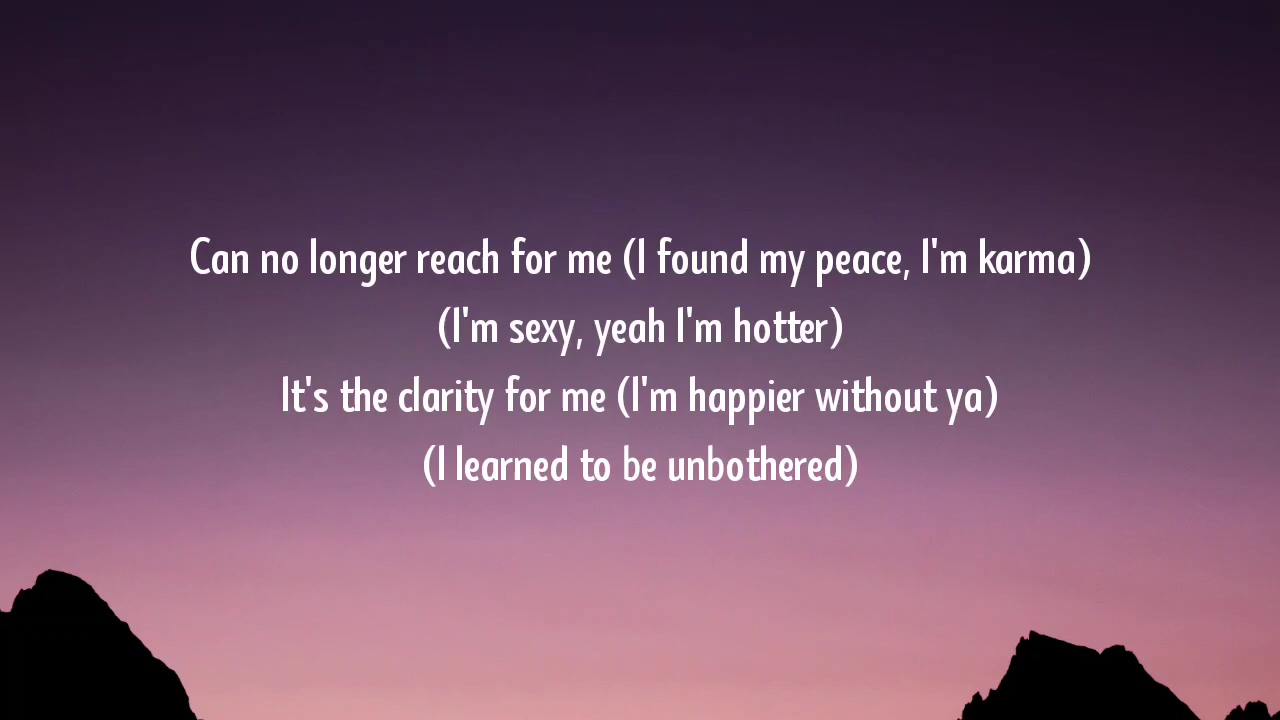 Can no longer reach for me (I found my peace, I'm karma)
(I'm sexy, yeah I'm hotter)
It's the clarity for me (I'm happier without ya)
(I learned to be unbothered)